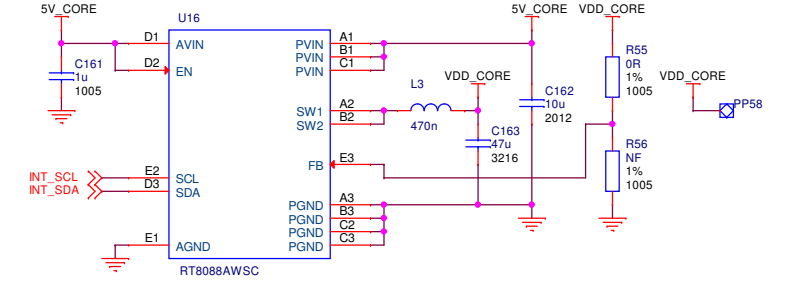 5V_CORE
U16
5V_CORE
VDD_CORE
D1
AVIN
PVIN
A1
D2
EN
PVIN
B1
PVIN
C1
C161
1u
1005
R55
0R
1%
1005
L3
470n
VDD_CORE
C162
10u
2012
VDD_CORE
PP58
SW1
A2
SW2
B2
C163
47u
3216
R56
NF
1%
1005
FB
E3
INT_SCL
E2
SCL
INT_SDA
D3
SDA
PGND
A3
PGND
B3
PGND
C2
PGND
C3
E1
AGND
RT8088AWSC